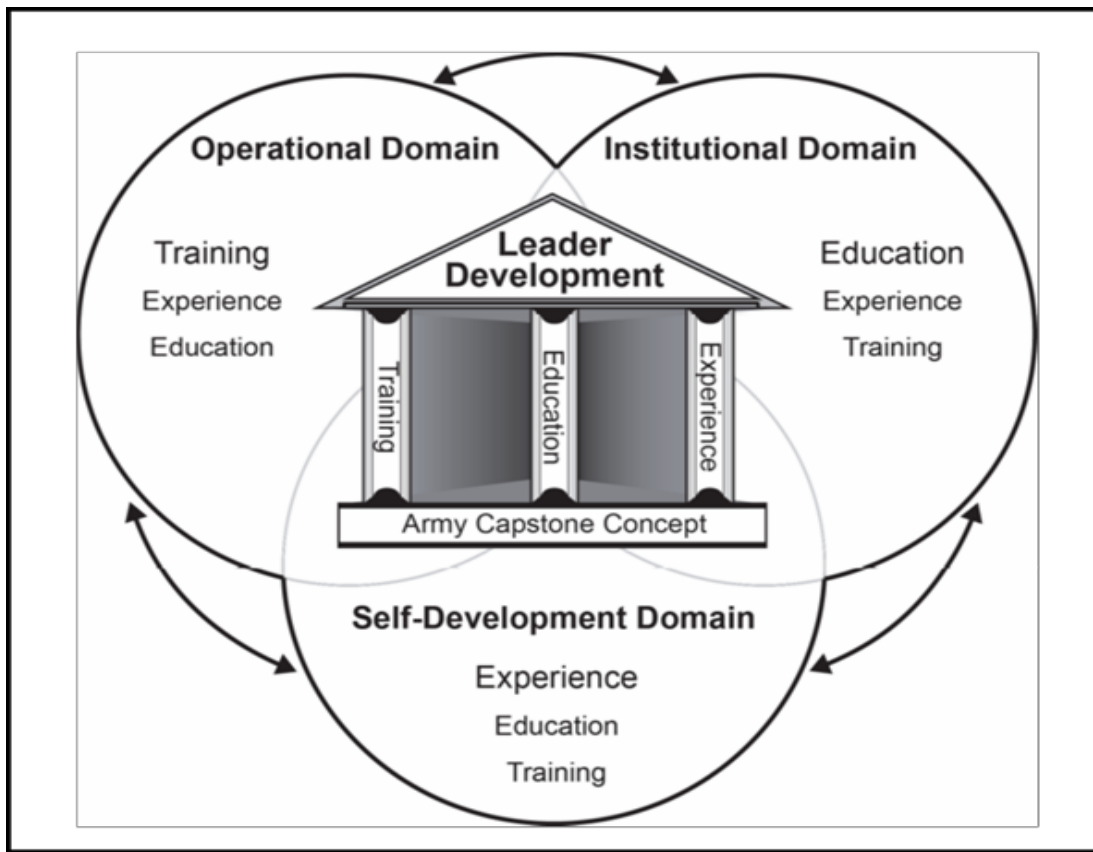 Operational Domain
Institutional Domain
Training
Experience
Education
Education
Experience
Training
Leader
Development
Training
Education
Experience
Army Capstone Concept
Self-Development Domain
Experience
Education
Training